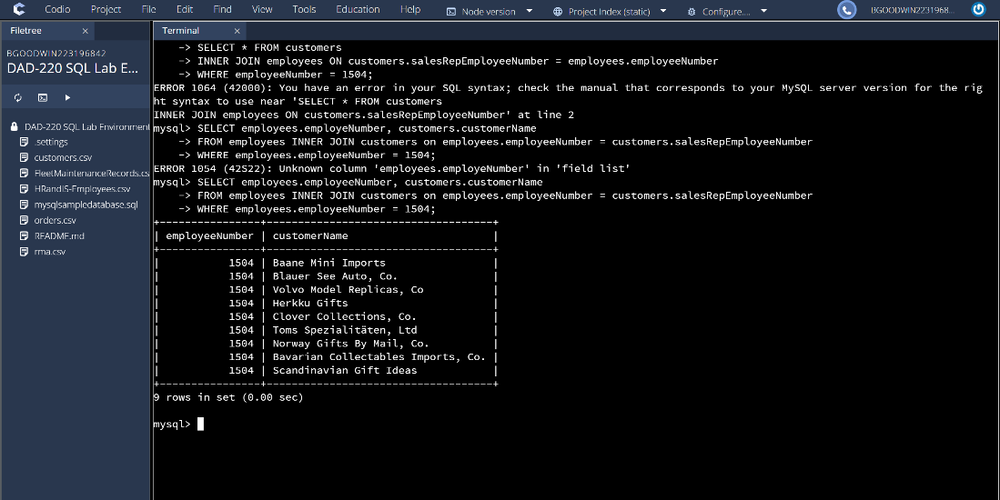 Codio Project File Edit Find View Tools Education Help Node version Project Index (static) Configure.... BGOODWIN2231968...
Filetree
BGOODWIN223196842
DAD-220 SQL Lab E...
DAD-220 SQL Lab Environment
.settings
customers.csv
FleetMaintenanceRecords.cs
HRandIS-Employees.csv
mysqlsampledatabase.sql
orders.csv
README.md
rma.csv
Terminal
-> SELECT * FROM customers
-> INNER JOIN employees ON customers.salesRepEmployeeNumber = employees.employeeNumber
-> WHERE employeeNumber = 1504;
ERROR 1064 (42000): You have an error in your SQL syntax; check the manual that corresponds to your MySQL server version for the rig
ht syntax to use near 'SELECT * FROM customers
INNER JOIN employees ON customers.salesRepEmployeeNumber' at line 2
mysql> SELECT employees.employeNumber, customers.customerName
-> FROM employees INNER JOIN customers on employees.employeeNumber = customers.salesRepEmployeeNumber
-> WHERE employees.employeeNumber = 1504;
ERROR 1054 (42S22): Unknown column 'employees.employeNumber' in 'field list'
mysql> SELECT employees.employeeNumber, customers.customerName
-> FROM employees INNER JOIN customers on employees.employeeNumber = customers.salesRepEmployeeNumber
-> WHERE employees.employeeNumber = 1504;
+----------------+------------------------------------+
| employeeNumber | customerName |
+----------------+------------------------------------+
| 1504 | Baane Mini Imports |
| 1504 | Blauer See Auto, Co. |
| 1504 | Volvo Model Replicas, Co |
| 1504 | Herkku Gifts |
| 1504 | Clover Collections, Co. |
| 1504 | Toms Spezialitäten, Ltd |
| 1504 | Norway Gifts By Mail, Co. |
| 1504 | Bavarian Collectables Imports, Co. |
| 1504 | Scandinavian Gift Ideas |
+----------------+------------------------------------+
9 rows in set (0.00 sec)
mysql>